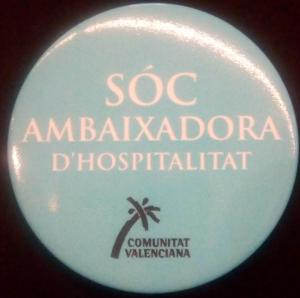 SÓC
AMBAIXADORA
D'HOSPITALITAT
COMUNITAT
VALENCIANA